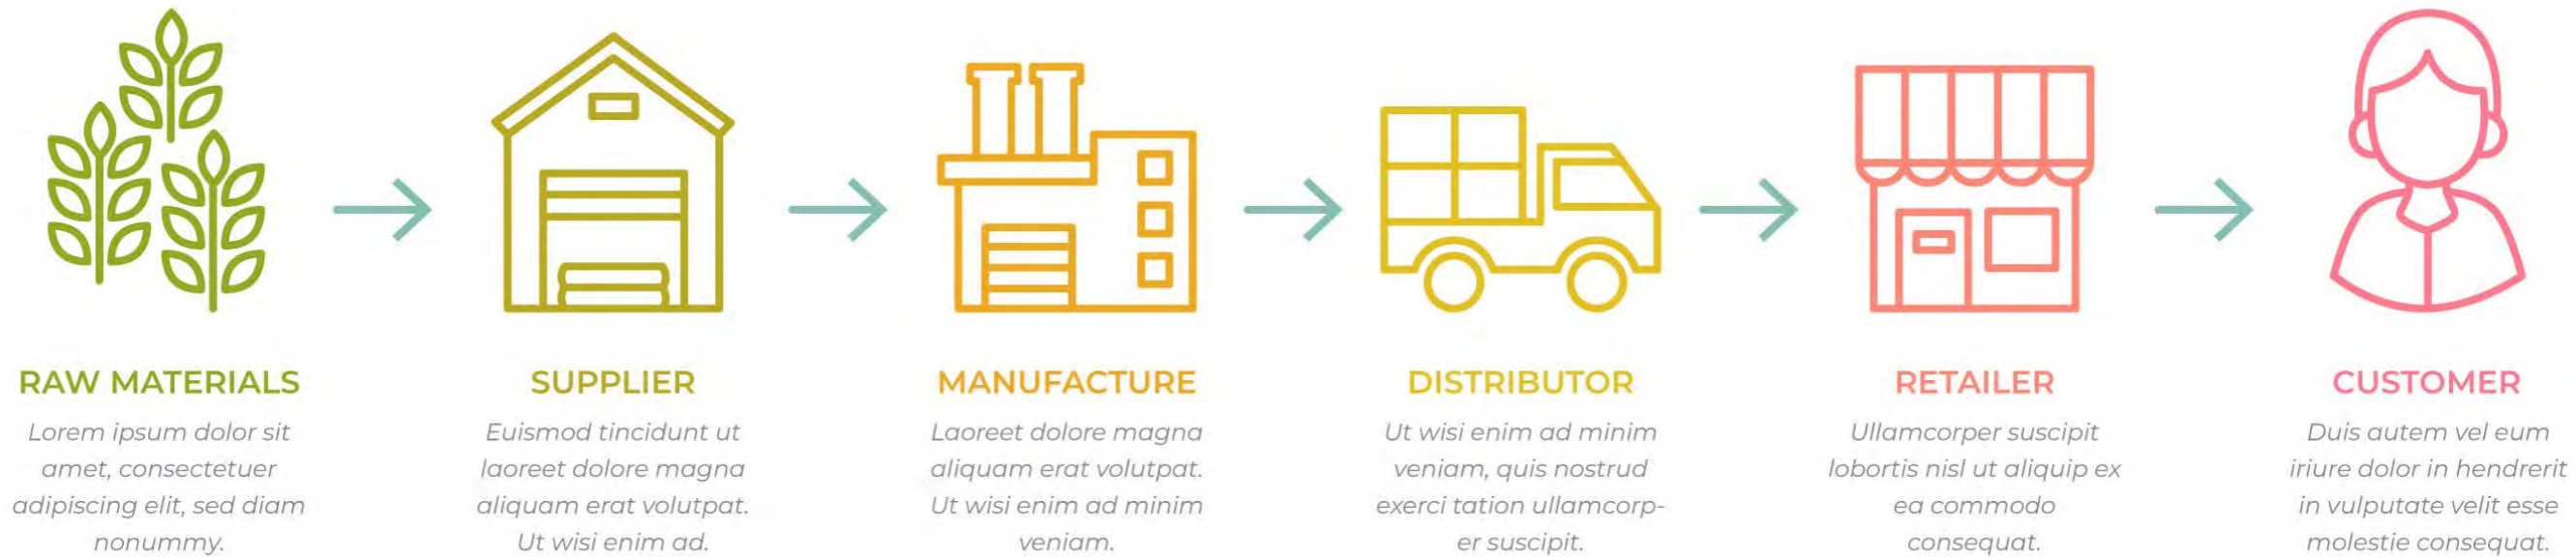 RAW MATERIALS
Lorem ipsum dolor sit
amet, consectetuer
adipiscing elit, sed diam
nonummy.
SUPPLIER
Euismod tincidunt ut
laoreet dolore magna
aliquam erat volutpat.
Ut wisi enim ad.
MANUFACTURE
Laoreet dolore magna
aliquam erat volutpat.
Ut wisi enim ad minim
veniam.
DISTRIBUTOR
Ut wisi enim ad minim
veniam, quis nostrud
exerci tation ullamcorp-
er suscipit.
RETAILER
Ullamcorper suscipit
lobortis nisl ut aliquip ex
ea commodo
consequat.
CUSTOMER
Duis autem vel eum
iriure dolor in hendrerit
in vulputate velit esse
molestie consequat.